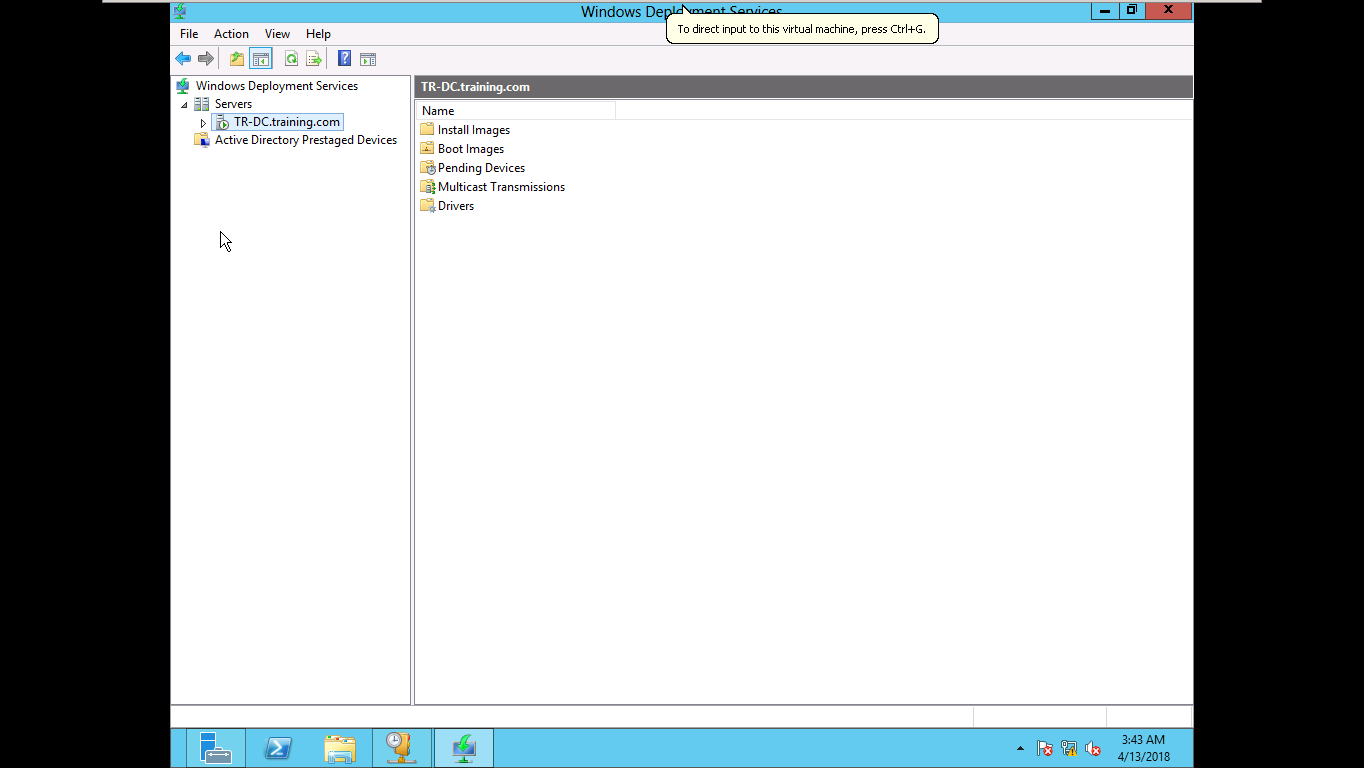 Windows Deployment Services
To direct input to this virtual machine, press Ctrl+G.
File Action View Help
Windows Deployment Services
Servers
TR-DC.training.com
Active Directory Prestaged Devices
TR-DC.training.com
Name
Install Images
Boot Images
Pending Devices
Multicast Transmissions
Drivers
3:43 AM
4/13/2018